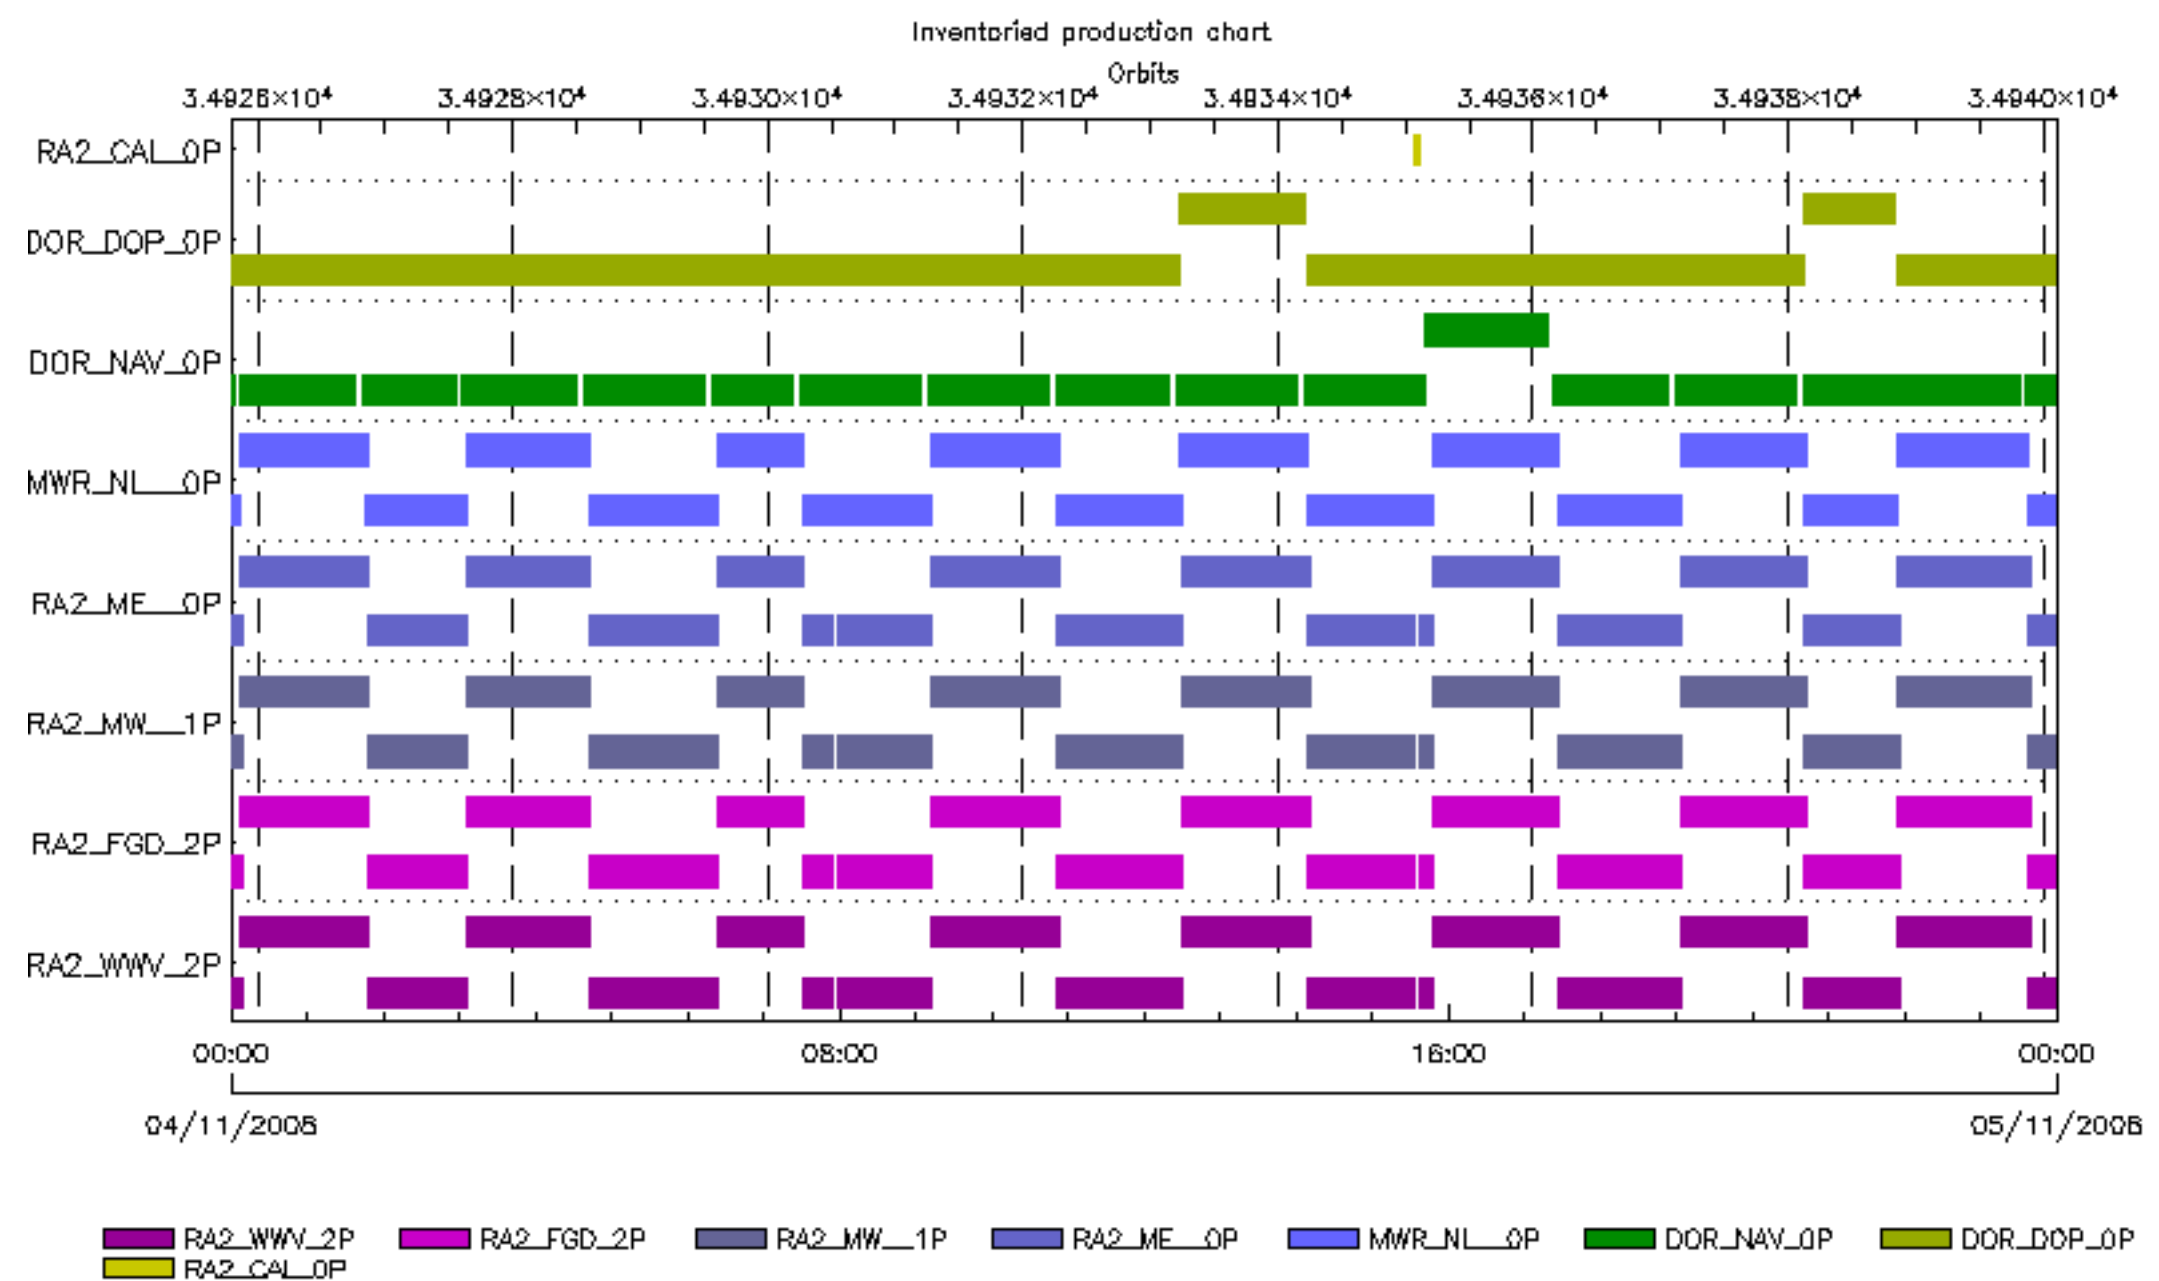 Inventoried production chart
Orbits
3.4926×10⁴ 3.4928×10⁴ 3.4930×10⁴ 3.4932×10⁴ 3.4934×10⁴ 3.4936×10⁴ 3.4938×10⁴ 3.4940×10⁴
RA2_CAL_0P
DOR_DOP_0P
DOR_NAV_0P
MWR_NL__0P
RA2_ME__0P
RA2_MW__1P
RA2_FGD_2P
RA2_WWV_2P
00:00 08:00 16:00 00:00
04/11/2008 05/11/2008
RA2_WWV_2P RA2_FGD_2P RA2_MW__1P RA2_ME__0P MWR_NL__0P DOR_NAV_0P DOR_DOP_0P
RA2_CAL_0P